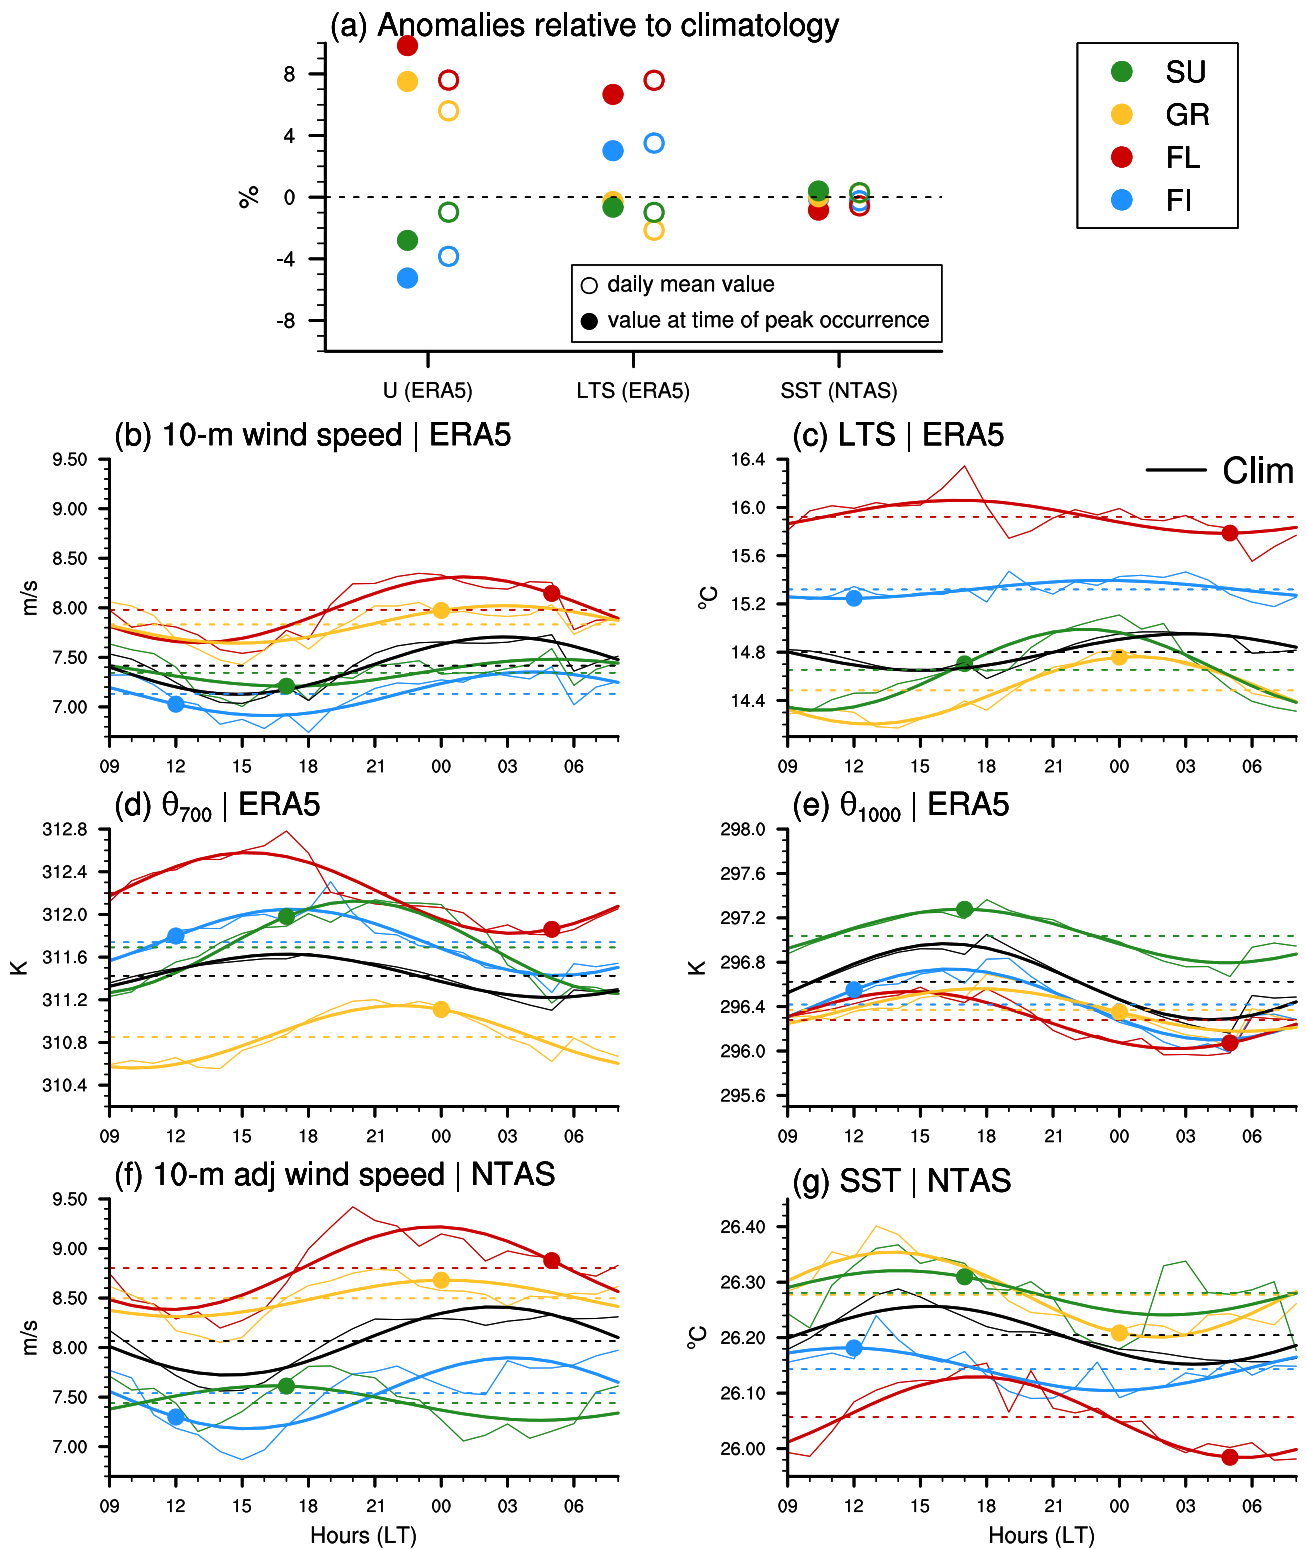 (a) Anomalies relative to climatology
8
4
0
-4
-8
%
daily mean value
value at time of peak occurrence
U (ERA5) LTS (ERA5) SST (NTAS)
SU
GR
FL
FI
(b) 10-m wind speed | ERA5
9.50
9.00
8.50
8.00
7.50
7.00
m/s
09 12 15 18 21 00 03 06
(c) LTS | ERA5
Clim
16.4
16.0
15.6
15.2
14.8
14.4
°C
09 12 15 18 21 00 03 06
(d) θ700 | ERA5
312.8
312.4
312.0
311.6
311.2
310.8
310.4
K
09 12 15 18 21 00 03 06
(e) θ1000 | ERA5
298.0
297.6
297.2
296.8
296.4
296.0
295.6
K
09 12 15 18 21 00 03 06
(f) 10-m adj wind speed | NTAS
9.50
9.00
8.50
8.00
7.50
7.00
m/s
09 12 15 18 21 00 03 06
Hours (LT)
(g) SST | NTAS
26.40
26.30
26.20
26.10
26.00
°C
09 12 15 18 21 00 03 06
Hours (LT)